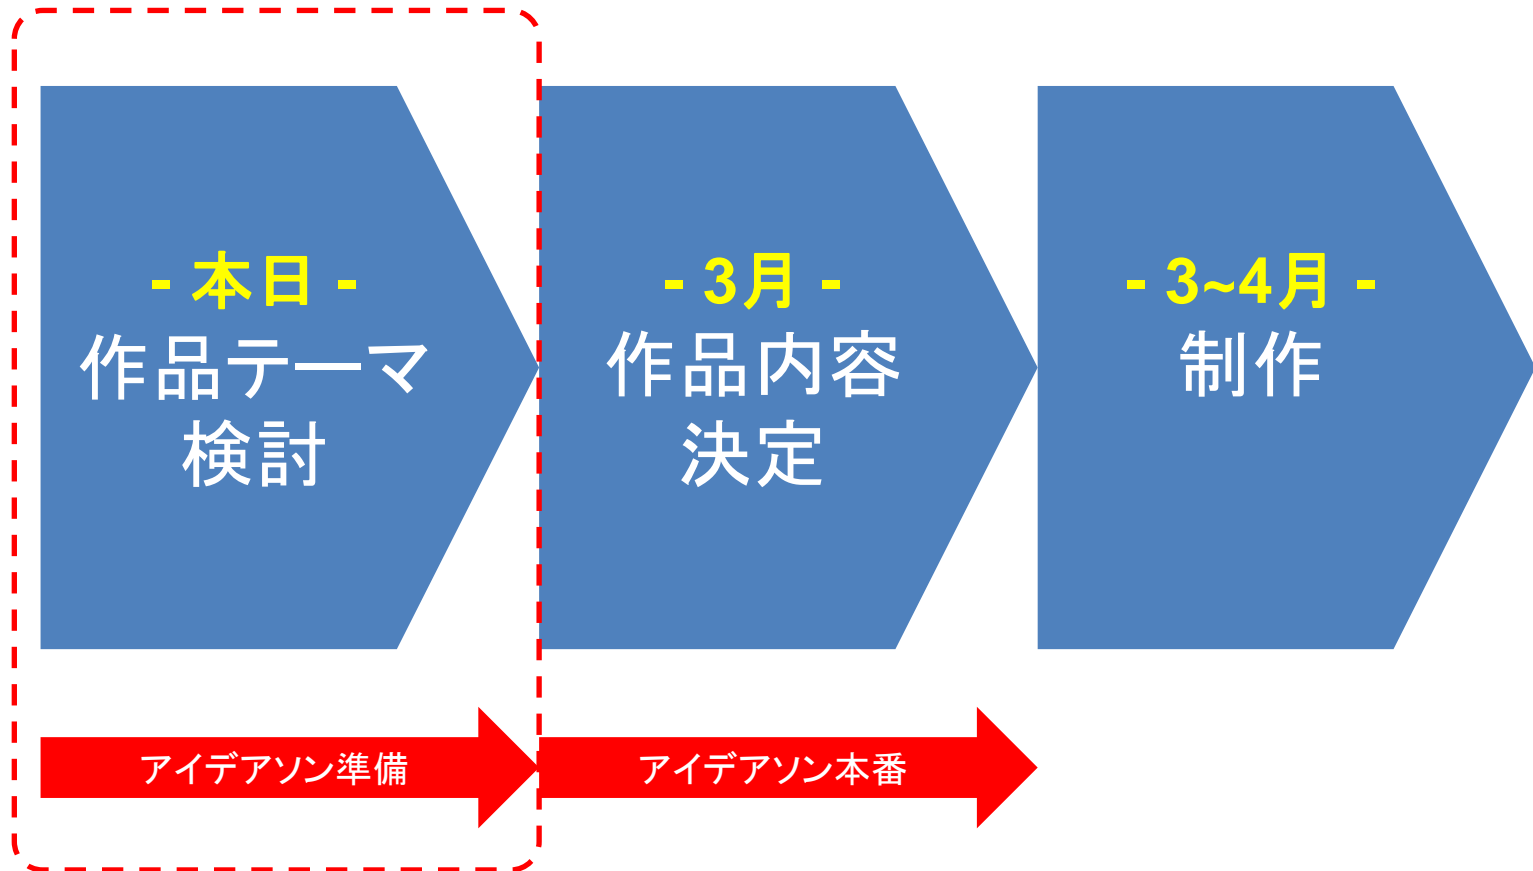 - 本日 -
作品テーマ
検討
- 3月 -
作品内容
決定
- 3~4月 -
制作
アイデアソン準備
アイデアソン本番